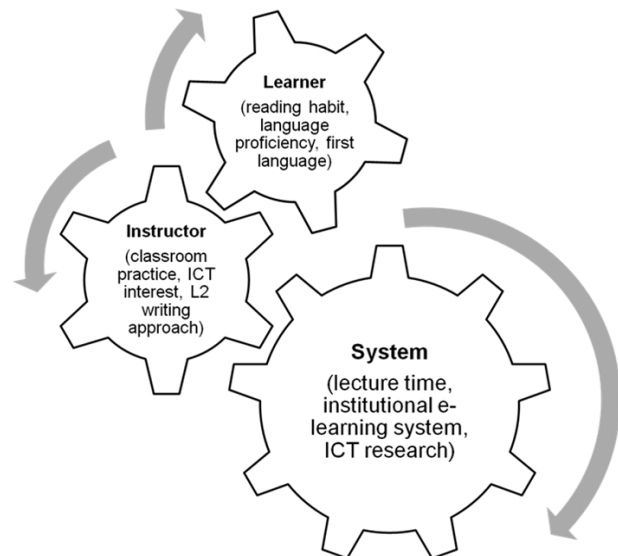 Learner
(reading habit,
language
proficiency, first
language)
Instructor
(classroom
practice, ICT
interest, L2
writing
approach)
System
(lecture time,
institutional e-
learning system,
ICT research)